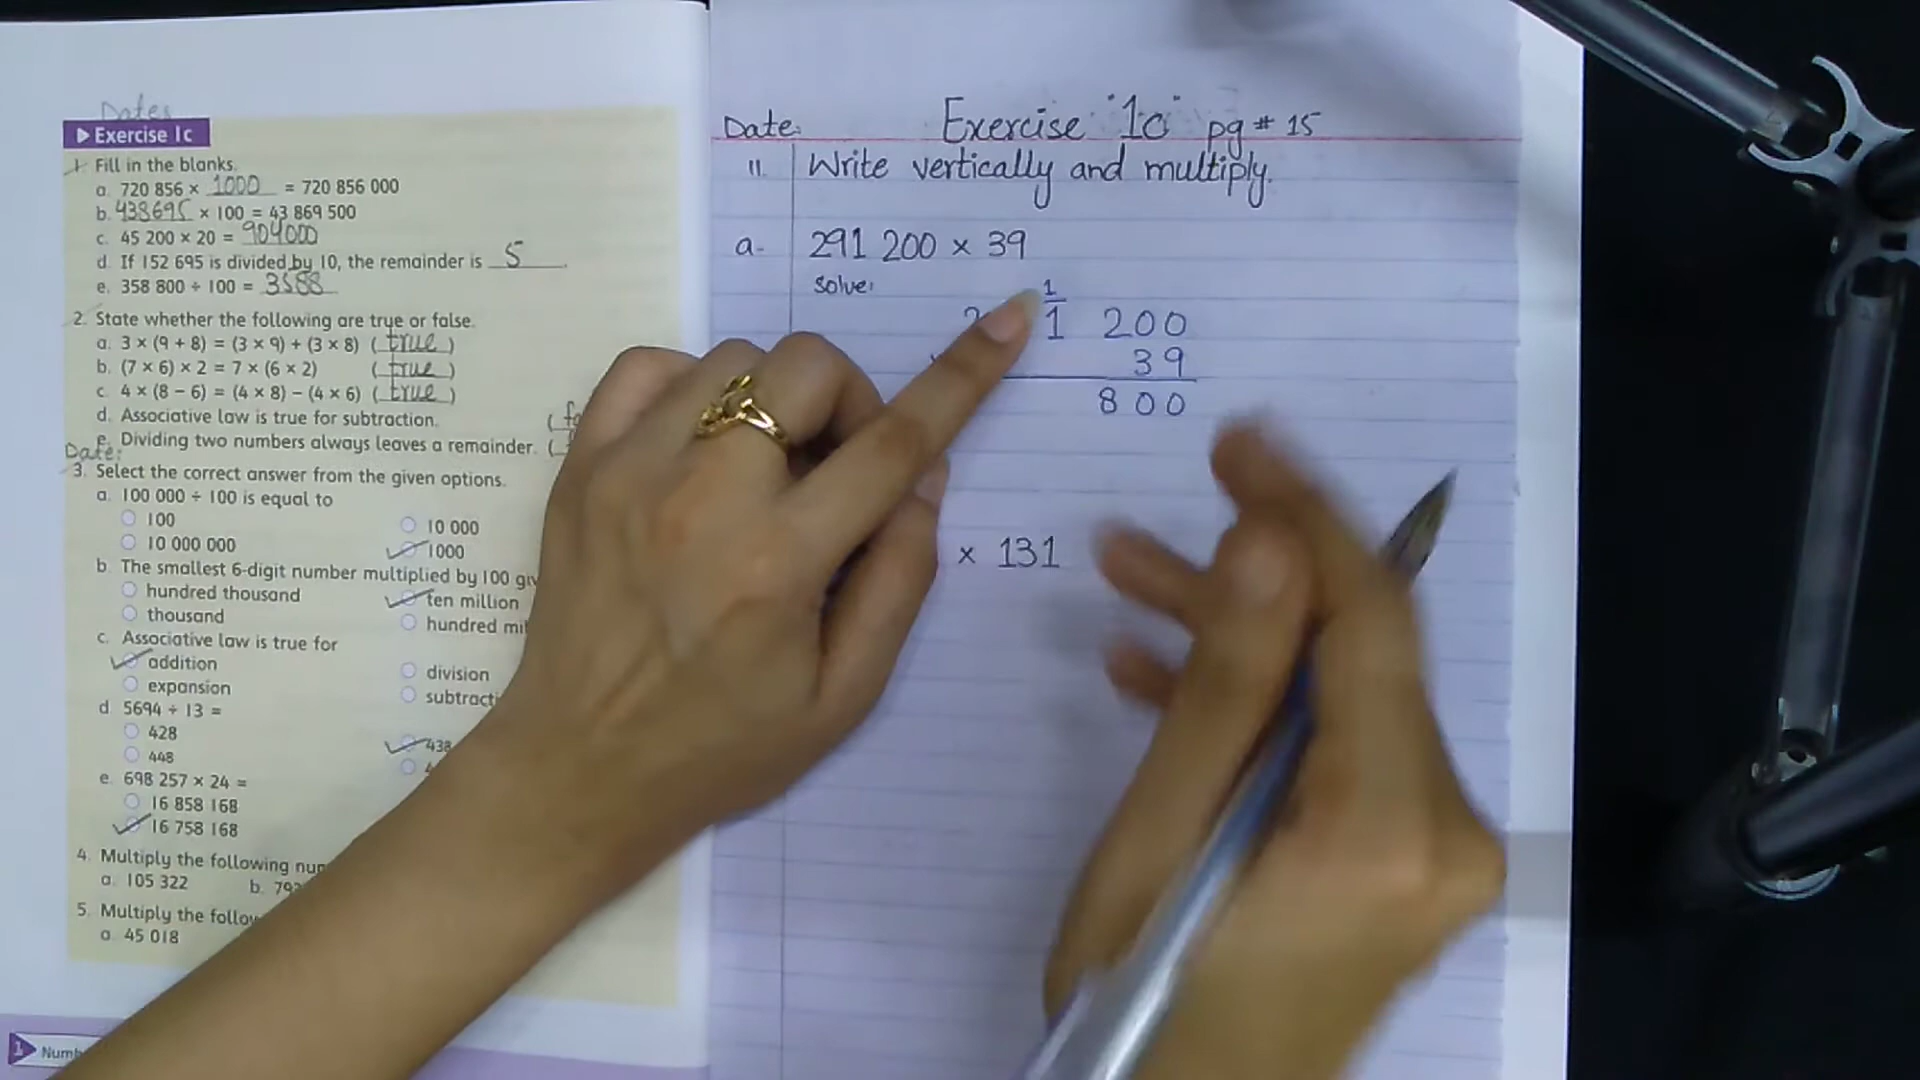 Date:
Exercise 1c
1. Fill in the blanks.
a. 720 856 × 1000 = 720 856 000
b. 438695 × 100 = 43 869 500
c. 45 200 × 20 = 904000
d. If 152 695 is divided by 10, the remainder is 5.
e. 358 800 ÷ 100 = 3588
2. State whether the following are true or false.
a. 3 × (9 + 8) = (3 × 9) + (3 × 8) (true)
b. (7 × 6) × 2 = 7 × (6 × 2) (true)
c. 4 × (8 – 6) = (4 × 8) – (4 × 6) (true)
d. Associative law is true for subtraction. (
e. Dividing two numbers always leaves a remainder. (
Date:
3. Select the correct answer from the given options.
a. 100 000 ÷ 100 is equal to
100 10 000
10 000 000 1000
b. The smallest 6-digit number multiplied by 100
hundred thousand ten million
thousand hundred
c. Associative law is true for
addition division
expansion
d. 5694 ÷ 13 =
428 438
448
e. 698 257 × 24 =
16 858 168
16 758 168
4. Multiply the following
a. 105 322 b.
5. Multiply the
a. 45 018
1
Date: Exercise "1c" pg # 15
11. Write vertically and multiply.
a- 291 200 × 39
Solve:
1
1 200
39
800
× 131